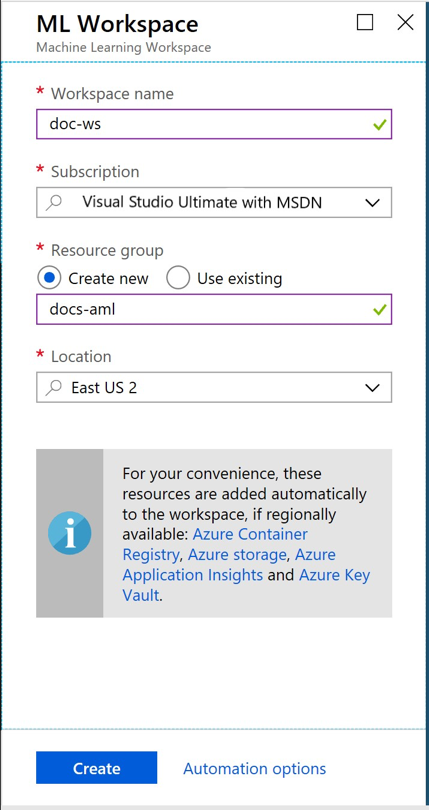 ML Workspace
Machine Learning Workspace
* Workspace name
doc-ws
* Subscription
Visual Studio Ultimate with MSDN
* Resource group
Create new Use existing
docs-aml
* Location
East US 2
For your convenience, these
resources are added automatically
to the workspace, if regionally
available: Azure Container
Registry, Azure storage, Azure
Application Insights and Azure Key
Vault.
Create Automation options